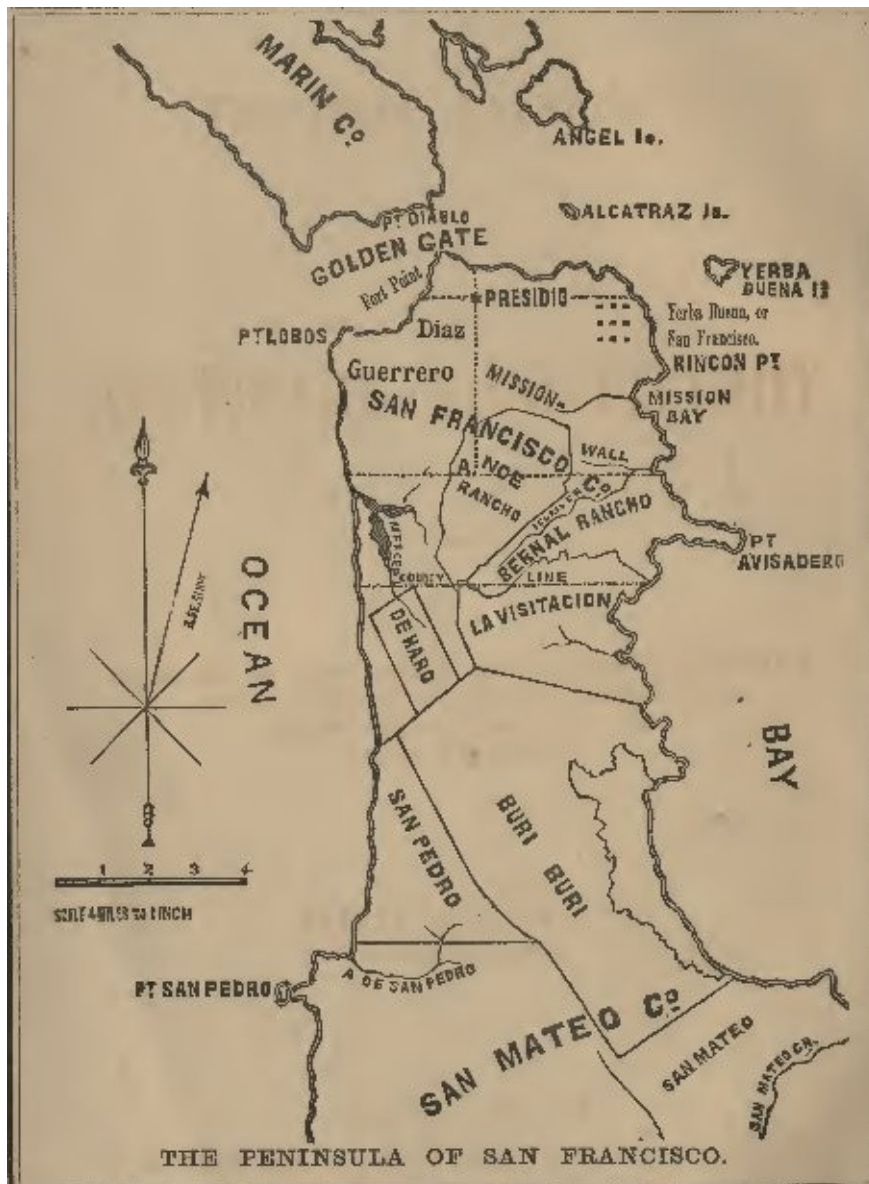 MARIN Co.
ANGEL Is.
PT. DIABLO
ALCATRAZ Is.
GOLDEN GATE
YERBA
BUENA Is
Fort Point
PRESIDIO
Yerba Buena, or
San Francisco.
PT LOBOS
Diaz
RINCON PT.
Guerrero
MISSION
MISSION
BAY
SAN FRANCISCO Co.
WALL
A NOE
RANCHO
BERNAL RANCHO
PT
AVISADERO
MERCED
COUNTY LINE
OCEAN
LA VISITACION
DE HARO
BAY
SAN PEDRO
BURI BURI
1 2 3 4
SCALE 4 MILES TO 1 INCH
A DE SAN PEDRO
PT SAN PEDRO
SAN MATEO Co.
SAN MATEO
SAN MATEO CR.
THE PENINSULA OF SAN FRANCISCO.